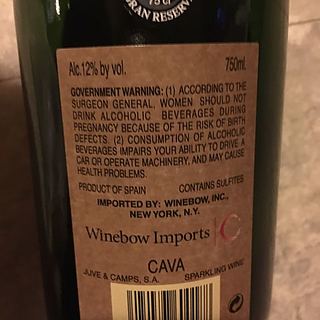 75 cl
GRAN RESERVA
Alc.12% by vol. 750ml.
GOVERNMENT WARNING: (1) ACCORDING TO THE
SURGEON GENERAL, WOMEN SHOULD NOT
DRINK ALCOHOLIC BEVERAGES DURING
PREGNANCY BECAUSE OF THE RISK OF BIRTH
DEFECTS. (2) CONSUMPTION OF ALCOHOLIC
BEVERAGES IMPAIRS YOUR ABILITY TO DRIVE A
CAR OR OPERATE MACHINERY, AND MAY CAUSE
HEALTH PROBLEMS.
PRODUCT OF SPAIN CONTAINS SULFITES
IMPORTED BY: WINEBOW, INC.,
NEW YORK, N.Y.
Winebow Imports C
CAVA
JUVE & CAMPS, S.A. SPARKLING WINE